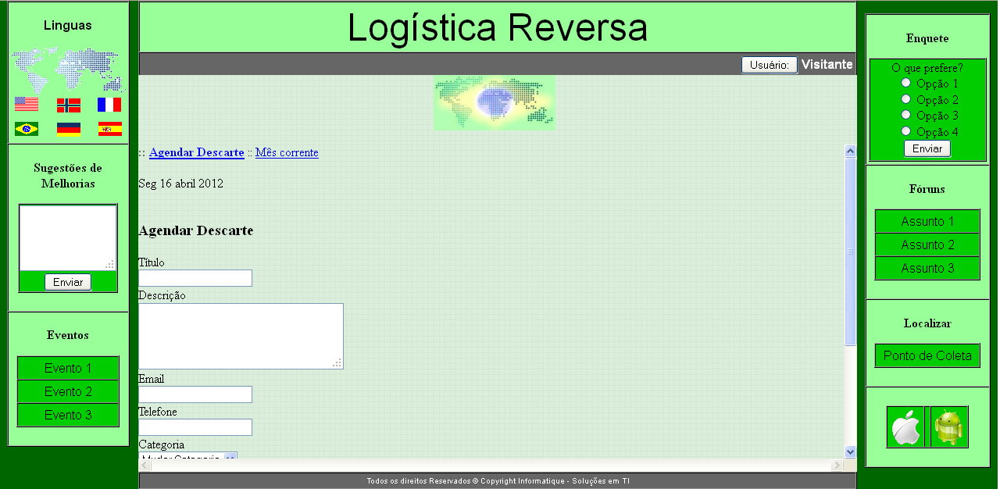 Linguas
Sugestões de
Melhorias
Enviar
Eventos
Evento 1
Evento 2
Evento 3
Logística Reversa
Usuário: Visitante
:: Agendar Descarte :: Mês corrente
Seg 16 abril 2012
Agendar Descarte
Título
Descrição
Email
Telefone
Categoria
Mudar Categoria
Todos os direitos Reservados © Copyright Informatique - Soluções em TI
Enquete
O que prefere?
Opção 1
Opção 2
Opção 3
Opção 4
Enviar
Fóruns
Assunto 1
Assunto 2
Assunto 3
Localizar
Ponto de Coleta